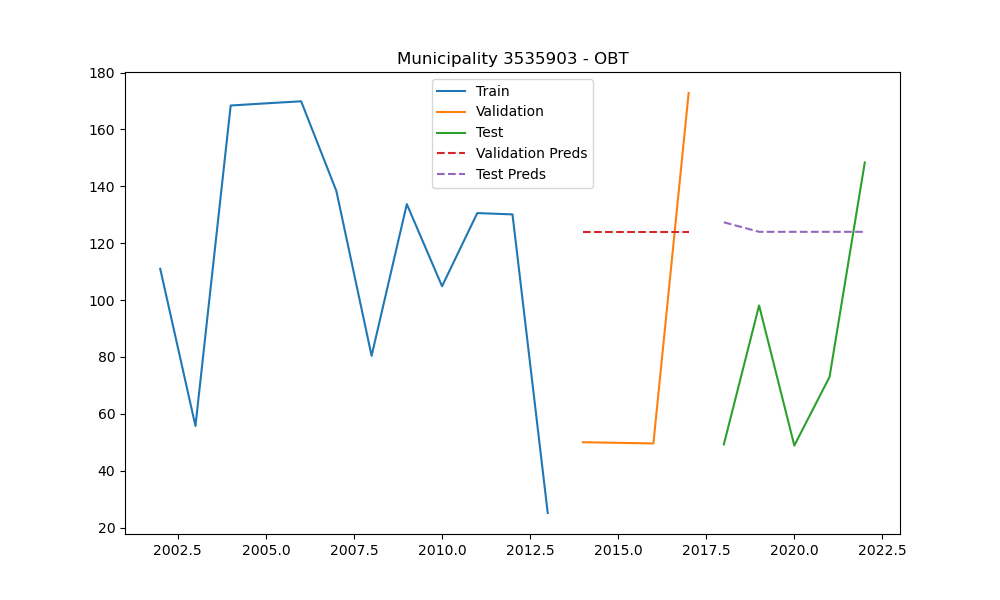 Municipality 3535903 - OBT
180
160
140
120
100
80
60
40
20
Train
Validation
Test
Validation Preds
Test Preds
2002.5 2005.0 2007.5 2010.0 2012.5 2015.0 2017.5 2020.0 2022.5